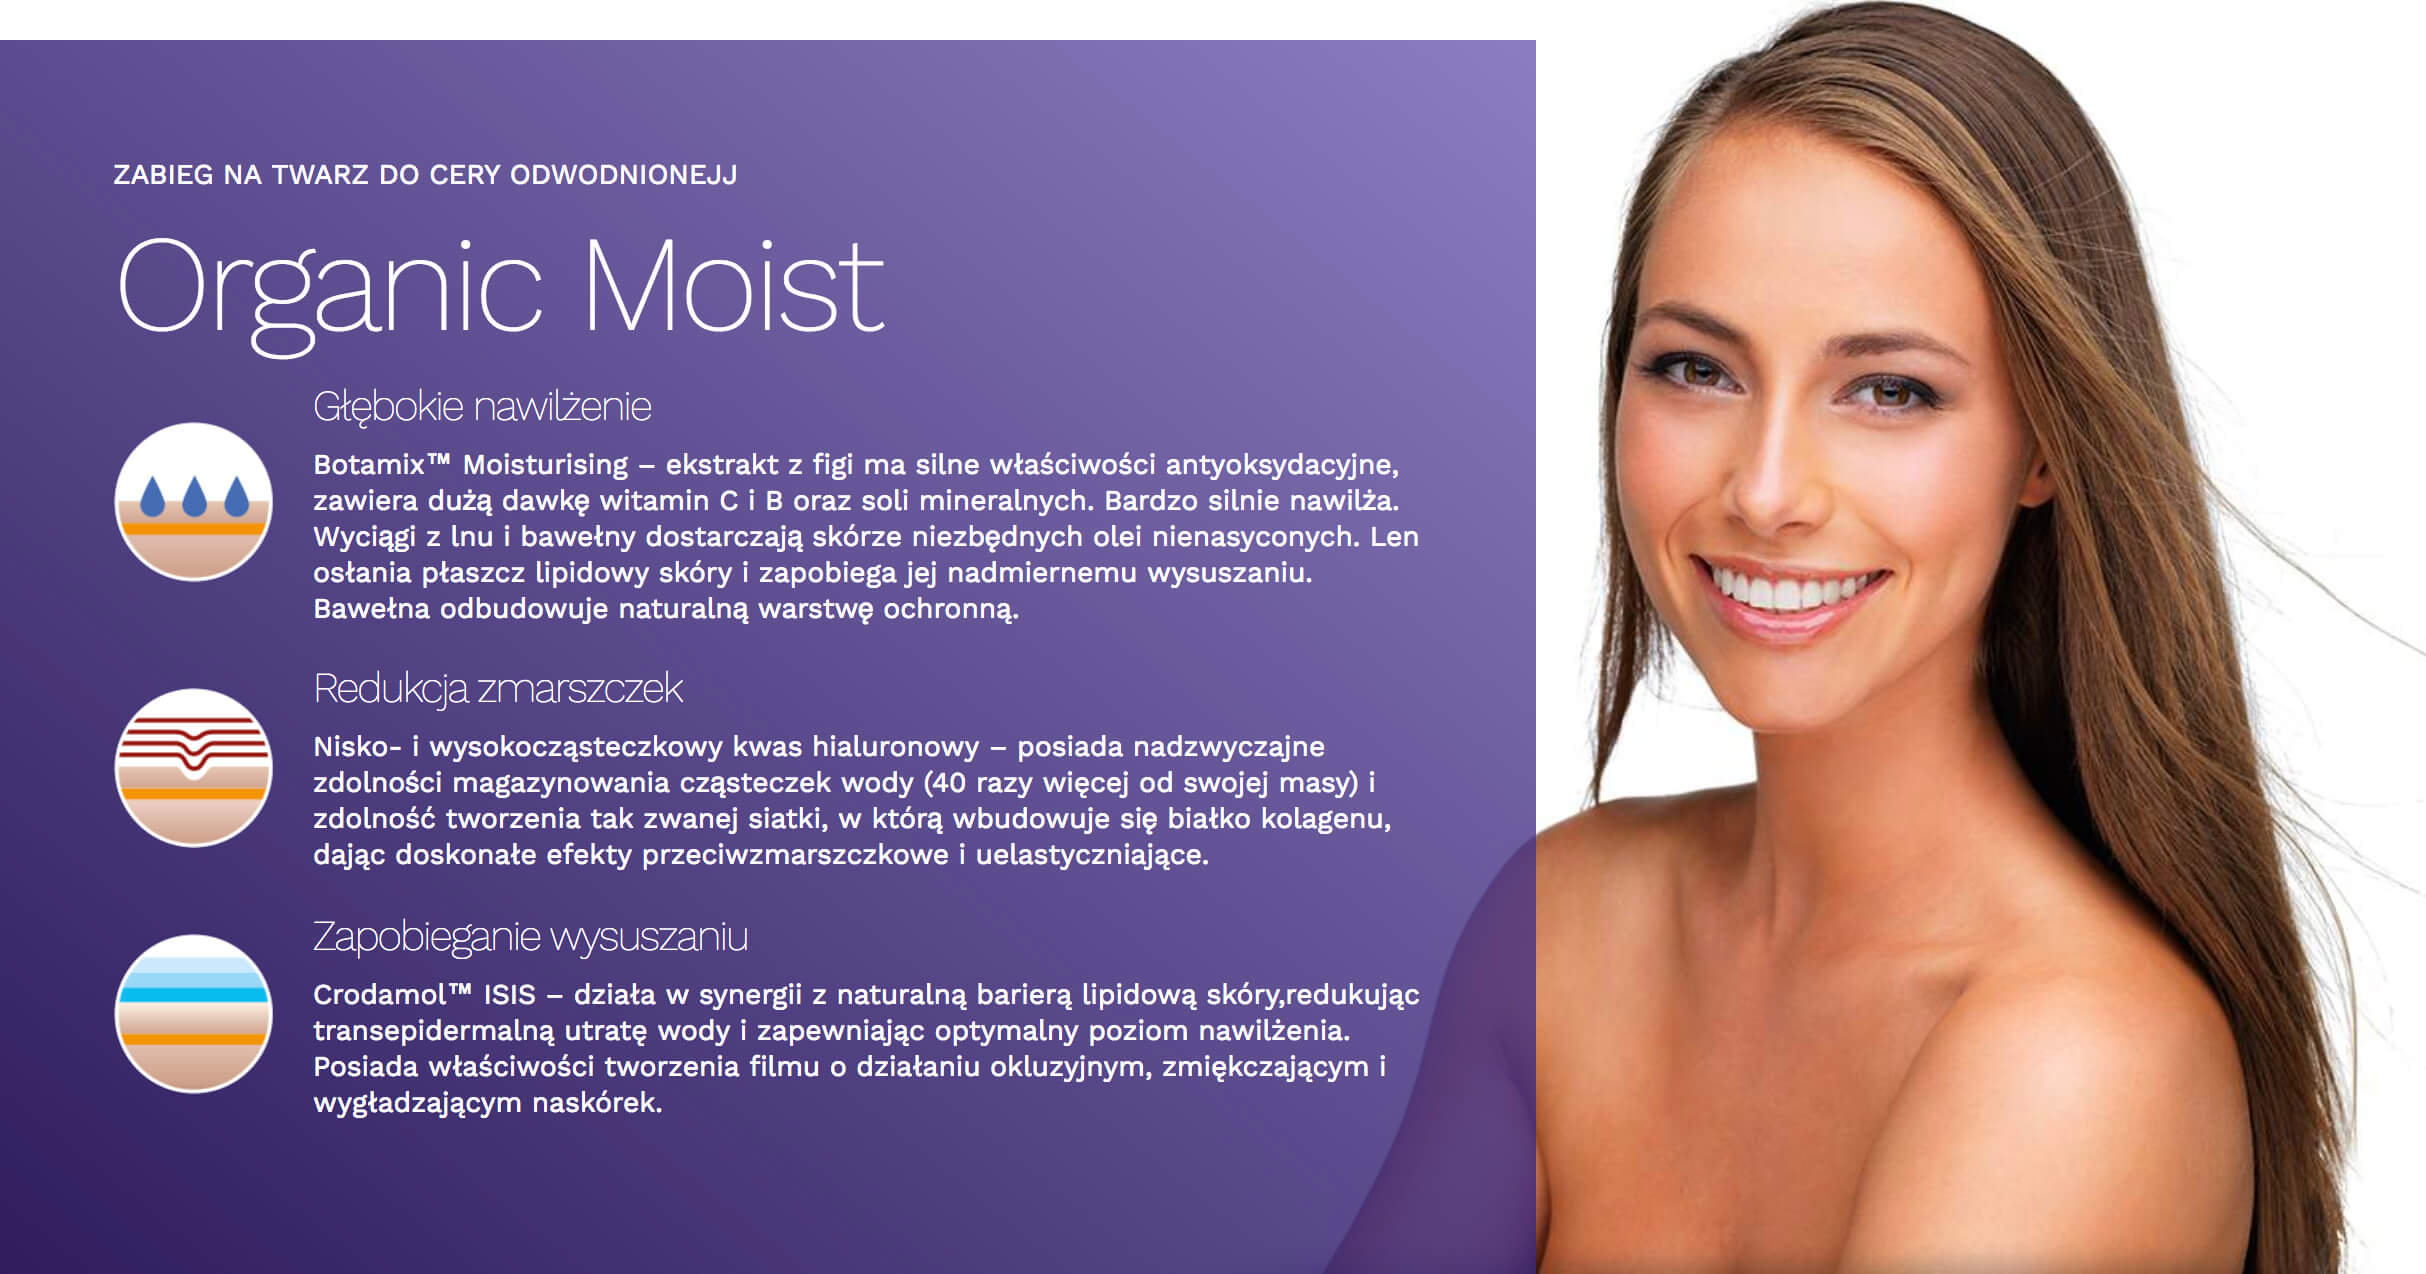 ZABIEG NA TWARZ DO CERY ODWODNIONEJJ
Organic Moist
Głębokie nawilżenie
Botamix™ Moisturising – ekstrakt z figi ma silne właściwości antyoksydacyjne,
zawiera dużą dawkę witamin C i B oraz soli mineralnych. Bardzo silnie nawilża.
Wyciągi z lnu i bawełny dostarczają skórze niezbędnych olei nienasyconych. Len
osłania płaszcz lipidowy skóry i zapobiega jej nadmiernemu wysuszaniu.
Bawełna odbudowuje naturalną warstwę ochronną.
Redukcja zmarszczek
Nisko- i wysokocząsteczkowy kwas hialuronowy – posiada nadzwyczajne
zdolności magazynowania cząsteczek wody (40 razy więcej od swojej masy) i
zdolność tworzenia tak zwanej siatki, w którą wbudowuje się białko kolagenu,
dając doskonałe efekty przeciwzmarszczkowe i uelastyczniające.
Zapobieganie wysuszaniu
Crodamol™ ISIS – działa w synergii z naturalną barierą lipidową skóry,redukując
transepidermalną utratę wody i zapewniając optymalny poziom nawilżenia.
Posiada właściwości tworzenia filmu o działaniu okluzyjnym, zmiękczającym i
wygładzającym naskórek.